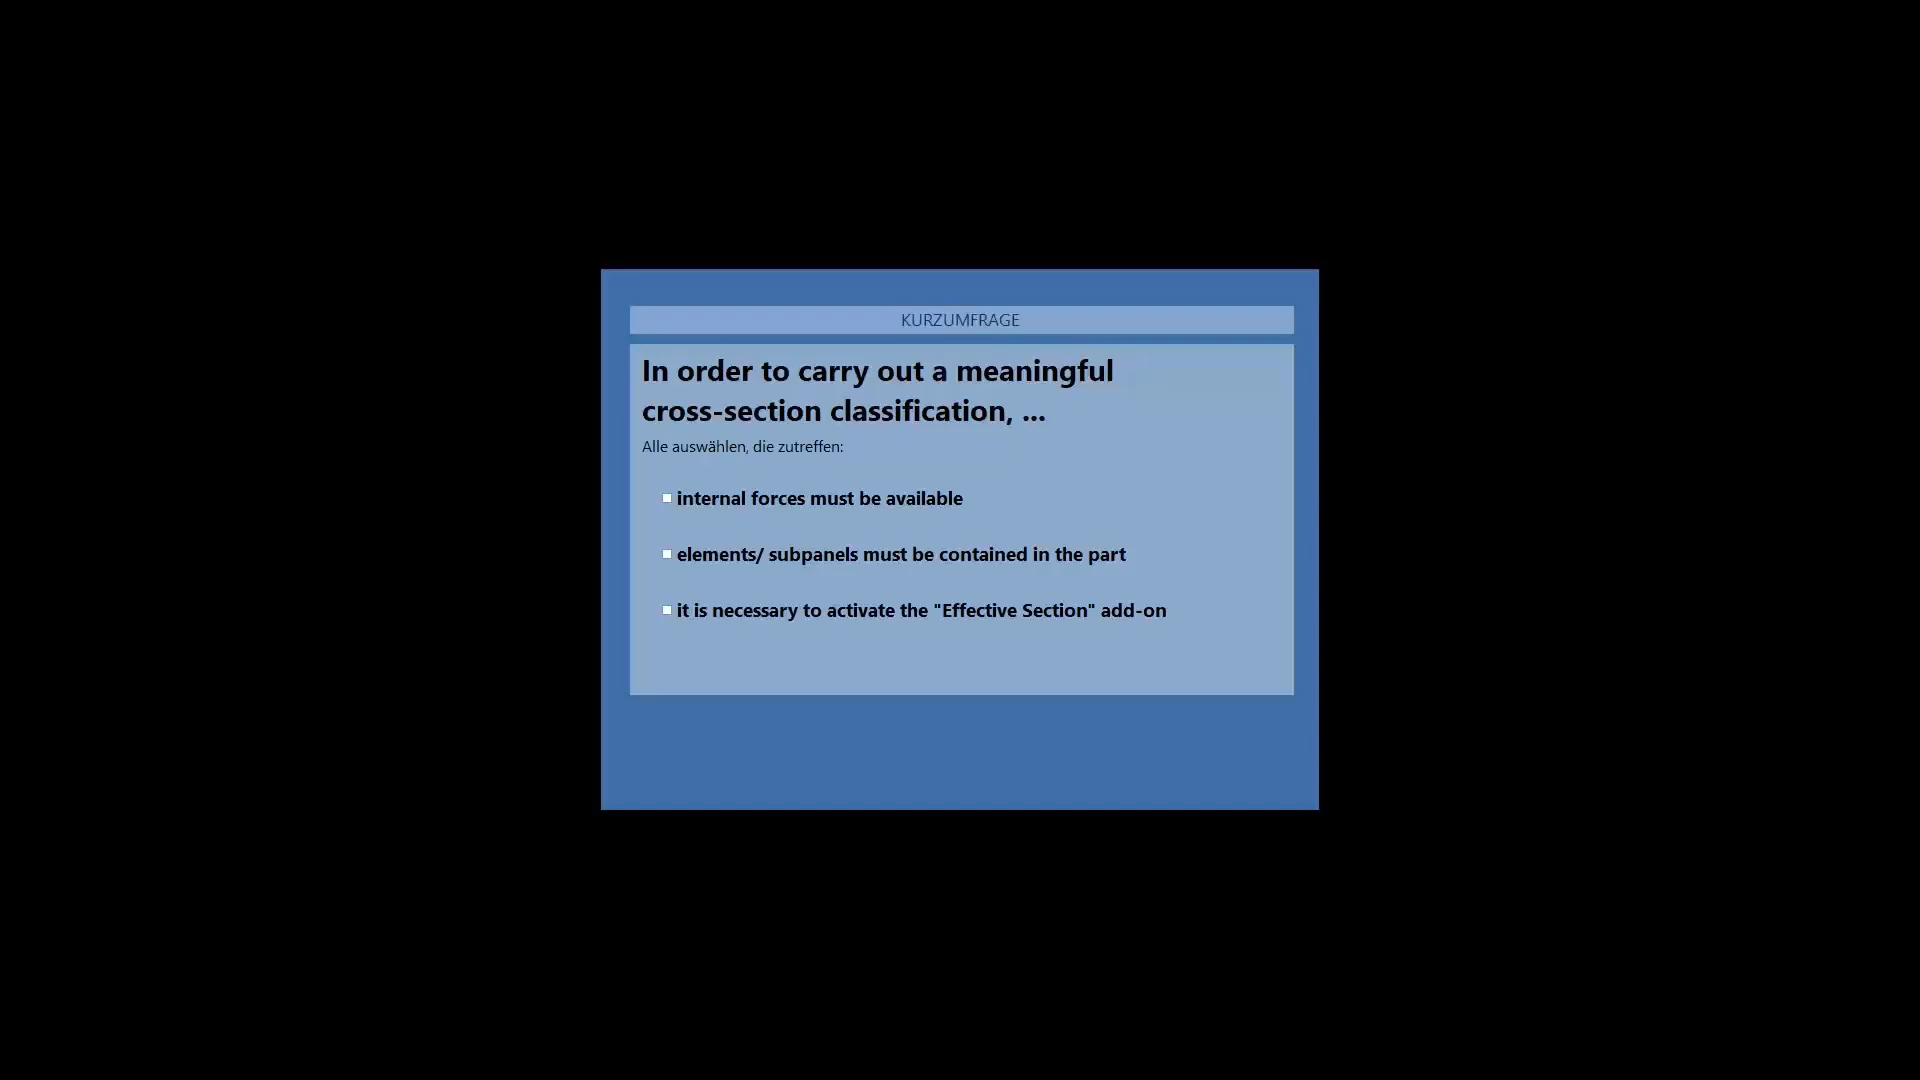 KURZUMFRAGE
In order to carry out a meaningful
cross-section classification, ...
Alle auswählen, die zutreffen:
internal forces must be available
elements/ subpanels must be contained in the part
it is necessary to activate the "Effective Section" add-on